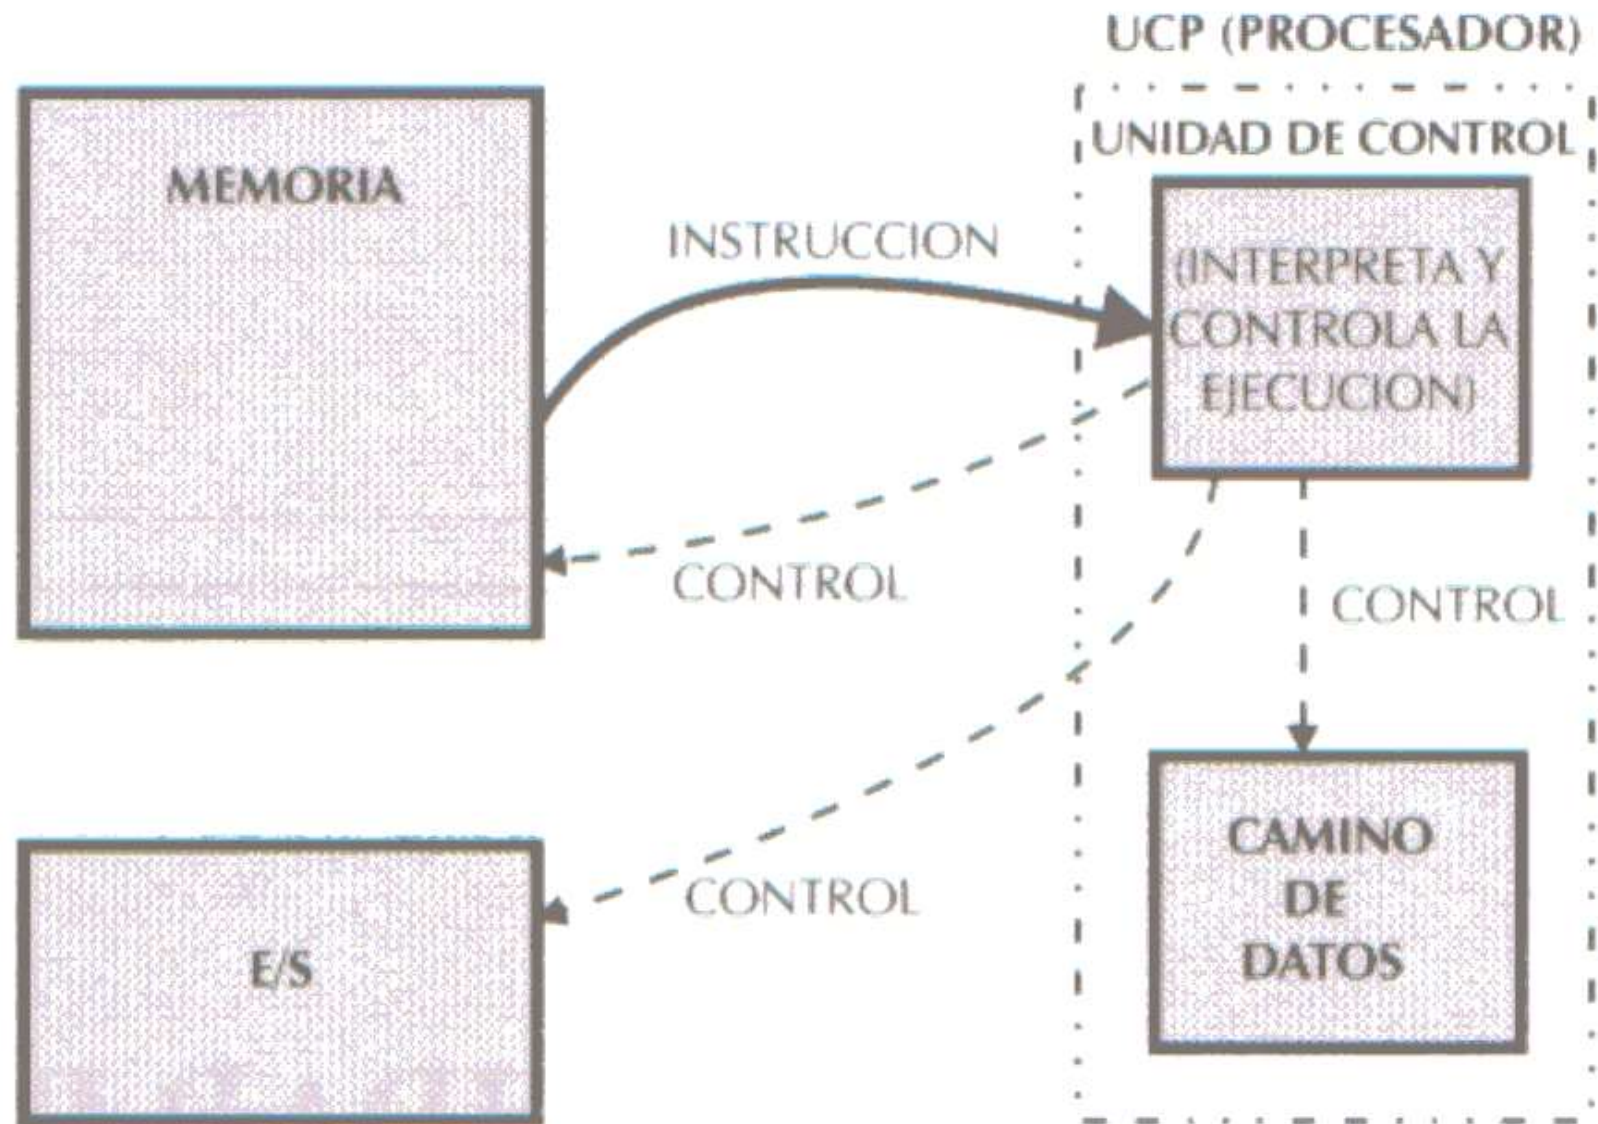 UCP (PROCESADOR)
UNIDAD DE CONTROL
MEMORIA
INSTRUCCION
(INTERPRETA Y
CONTROLA LA
EJECUCION)
CONTROL
CONTROL
CONTROL
CAMINO
DE
DATOS
E/S